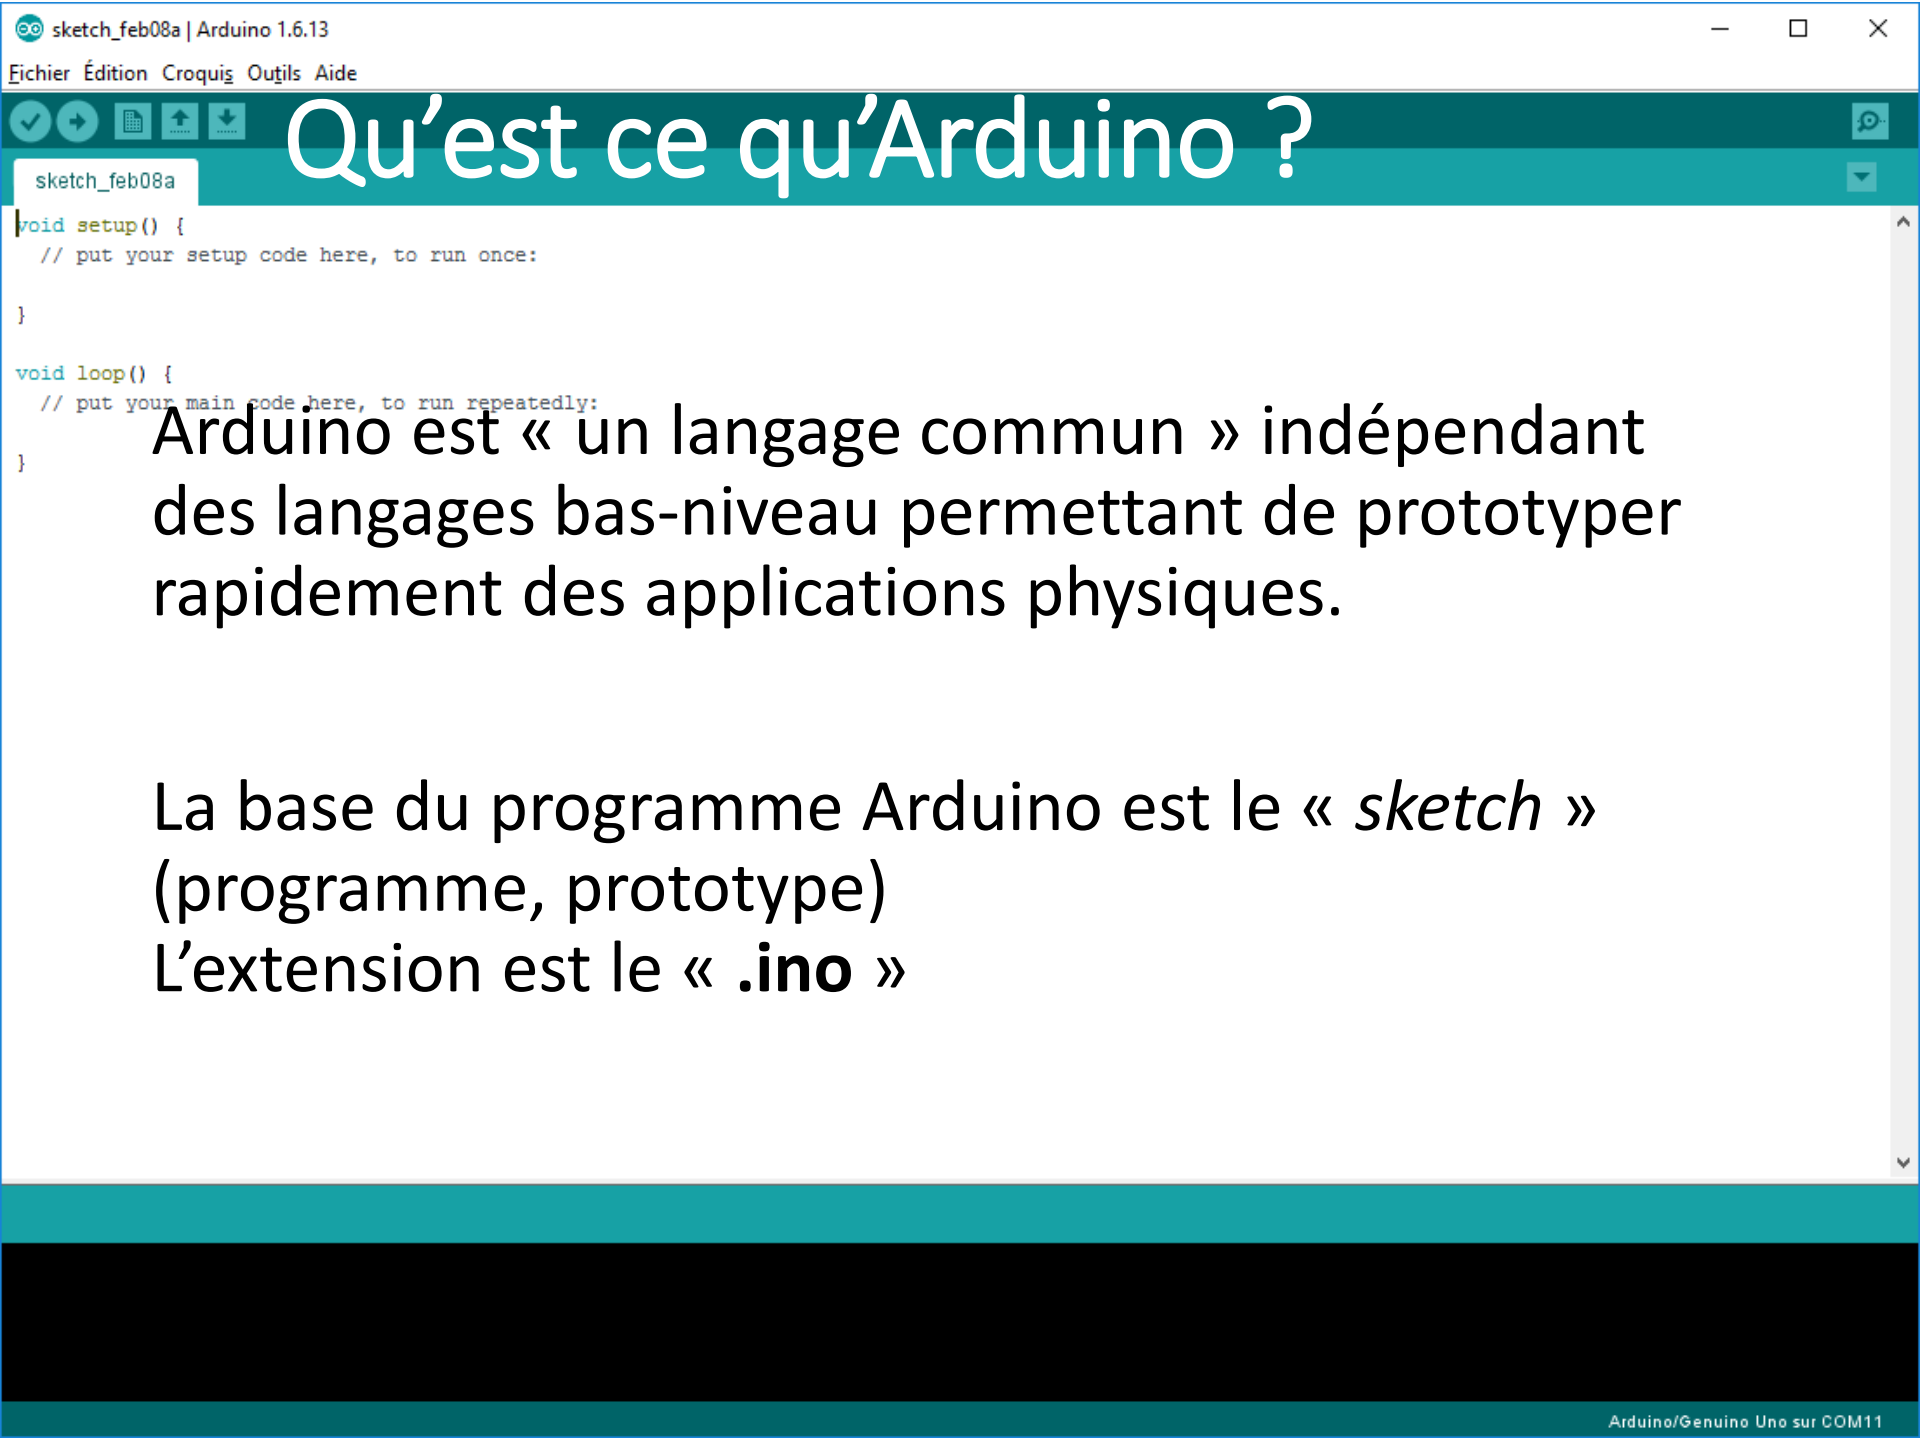 sketch_feb08a | Arduino 1.6.13
Fichier Édition Croquis Outils Aide
Qu’est ce qu’Arduino ?
sketch_feb08a
void setup() {
// put your setup code here, to run once:
}
void loop() {
// put your main code here, to run repeatedly:
}
Arduino est « un langage commun » indépendant
des langages bas-niveau permettant de prototyper
rapidement des applications physiques.
La base du programme Arduino est le « sketch »
(programme, prototype)
L’extension est le « .ino »
Arduino/Genuino Uno sur COM11